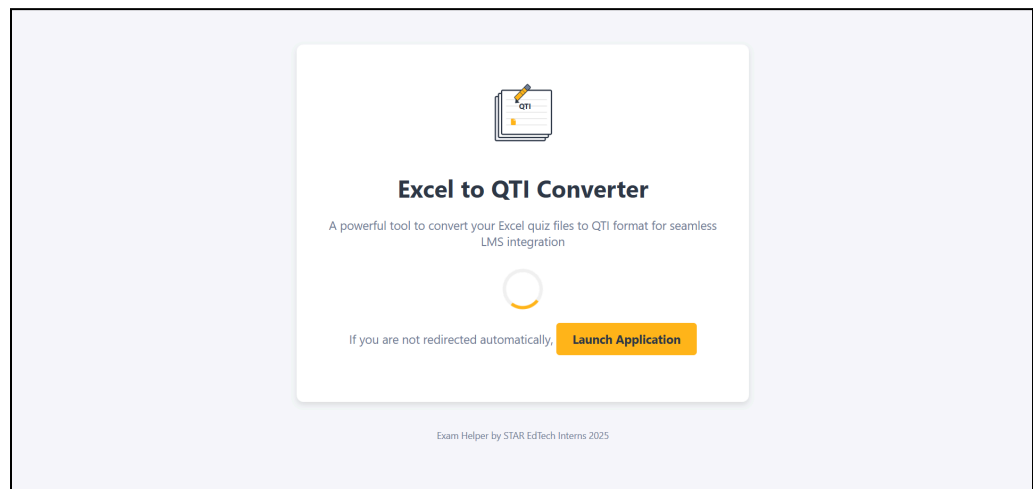 QTI
Excel to QTI Converter
A powerful tool to convert your Excel quiz files to QTI format for seamless
LMS integration
If you are not redirected automatically, Launch Application
Exam Helper by STAR EdTech Interns 2025